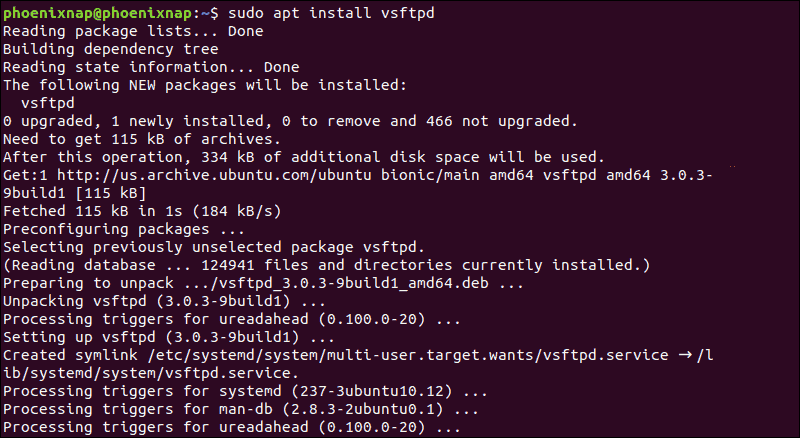 phoenixnap@phoenixnap:~$ sudo apt install vsftpd
Reading package lists... Done
Building dependency tree
Reading state information... Done
The following NEW packages will be installed:
  vsftpd
0 upgraded, 1 newly installed, 0 to remove and 466 not upgraded.
Need to get 115 kB of archives.
After this operation, 334 kB of additional disk space will be used.
Get:1 http://us.archive.ubuntu.com/ubuntu bionic/main amd64 vsftpd amd64 3.0.3-
9build1 [115 kB]
Fetched 115 kB in 1s (184 kB/s)
Preconfiguring packages ...
Selecting previously unselected package vsftpd.
(Reading database ... 124941 files and directories currently installed.)
Preparing to unpack .../vsftpd_3.0.3-9build1_amd64.deb ...
Unpacking vsftpd (3.0.3-9build1) ...
Processing triggers for ureadahead (0.100.0-20) ...
Setting up vsftpd (3.0.3-9build1) ...
Created symlink /etc/systemd/system/multi-user.target.wants/vsftpd.service → /l
ib/systemd/system/vsftpd.service.
Processing triggers for systemd (237-3ubuntu10.12) ...
Processing triggers for man-db (2.8.3-2ubuntu0.1) ...
Processing triggers for ureadahead (0.100.0-20) ...